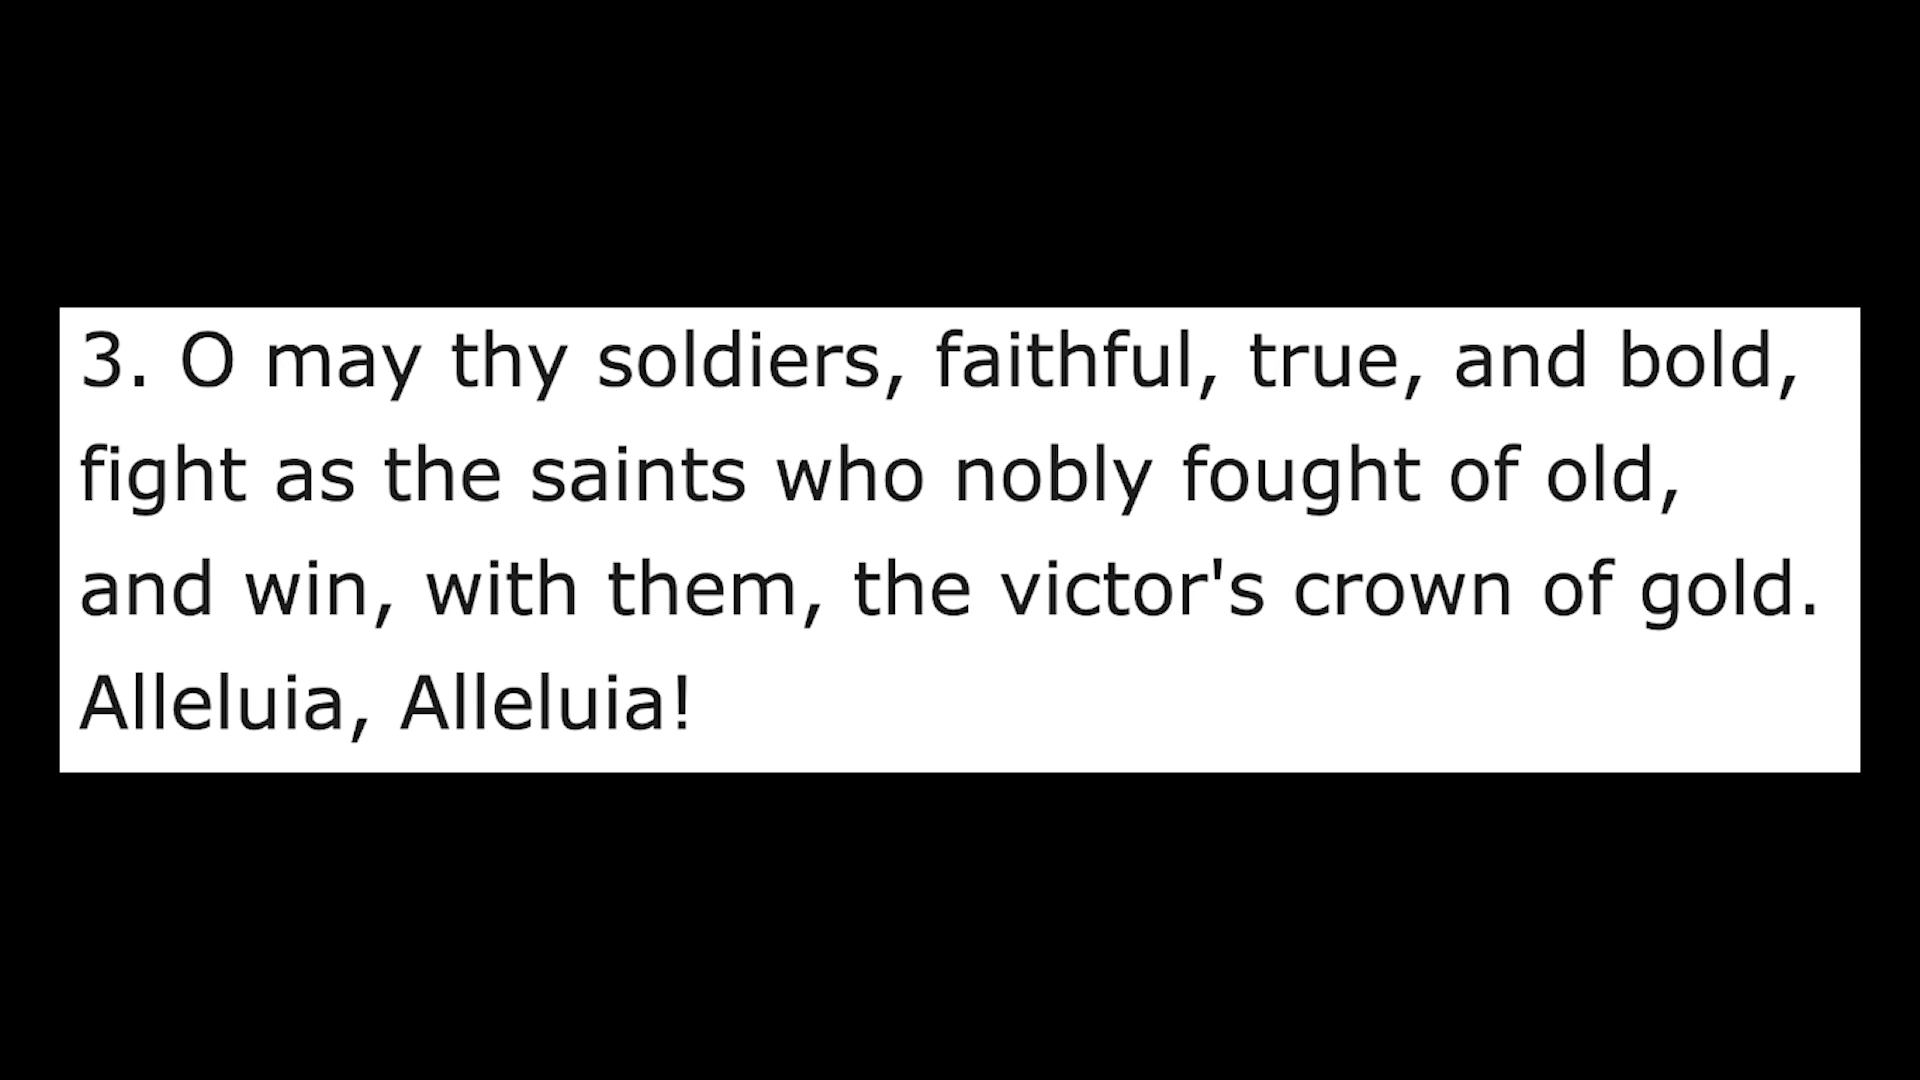 3. O may thy soldiers, faithful, true, and bold,
fight as the saints who nobly fought of old,
and win, with them, the victor's crown of gold.
Alleluia, Alleluia!